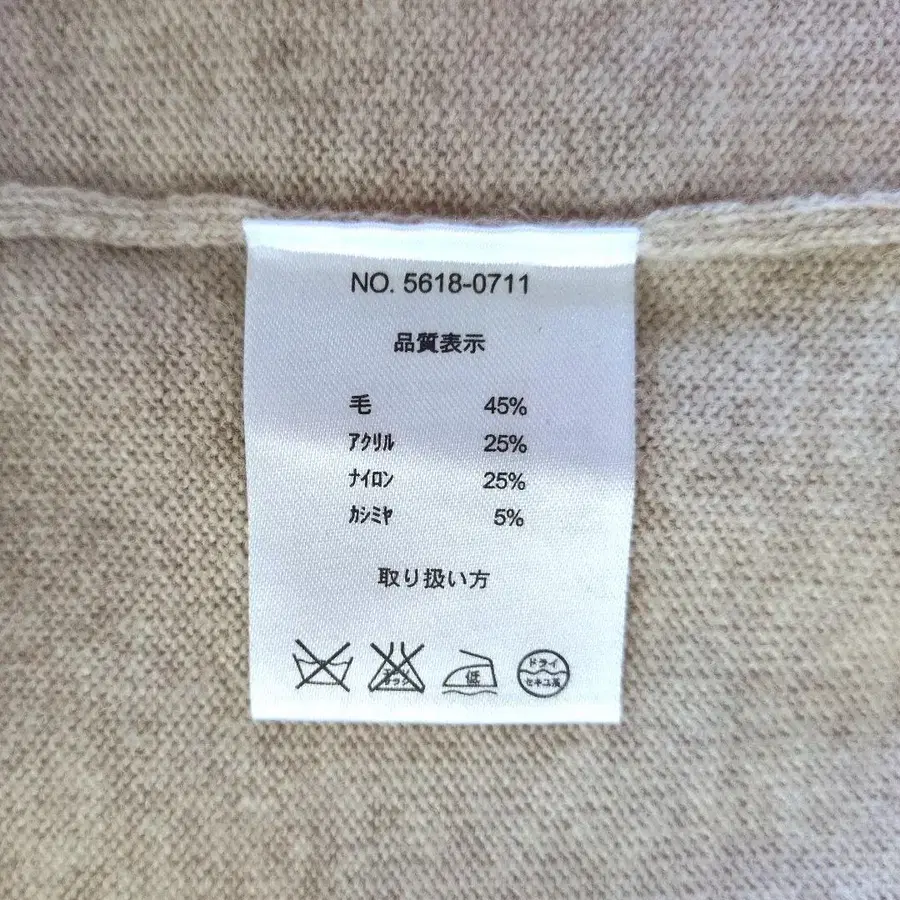 NO. 5618-0711
品質表示
毛 45%
ｱｸﾘﾙ 25%
ﾅｲﾛﾝ 25%
ｶｼﾐﾔ 5%
取り扱い方
低
ドライ
セキユ系